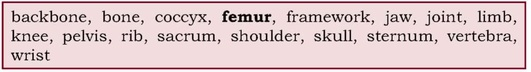 backbone, bone, coccyx, femur, framework, jaw, joint, limb,
knee, pelvis, rib, sacrum, shoulder, skull, sternum, vertebra,
wrist